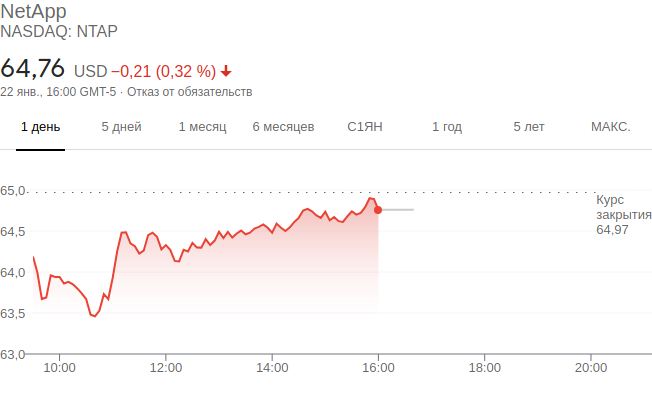 NetApp
NASDAQ: NTAP
64,76 USD −0,21 (0,32 %)
22 янв., 16:00 GMT-5 · Отказ от обязательств
1 день 5 дней 1 месяц 6 месяцев С1ЯН 1 год 5 лет МАКС.
65,0
Курс
закрытия
64,97
64,5
64,0
63,5
63,0
10:00 12:00 14:00 16:00 18:00 20:00